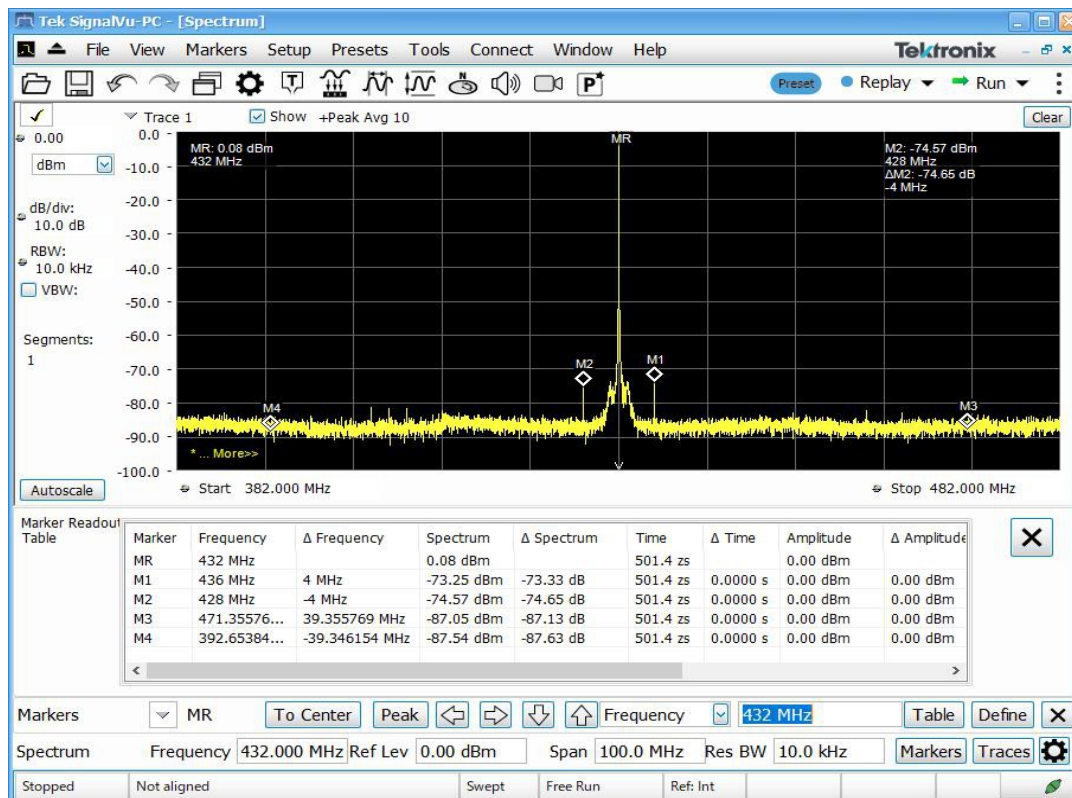 Tek SignalVu-PC - [Spectrum]
File View Markers Setup Presets Tools Connect Window Help Tektronix
Preset Replay Run
Trace 1 Show +Peak Avg 10 Clear
0.00
dBm
dB/div:
10.0 dB
RBW:
10.0 kHz
VBW:
Segments:
1
Autoscale
0.0
-10.0
-20.0
-30.0
-40.0
-50.0
-60.0
-70.0
-80.0
-90.0
-100.0
MR: 0.08 dBm
432 MHz
MR
M2: -74.57 dBm
428 MHz
ΔM2: -74.65 dB
-4 MHz
M2
M1
M4
M3
* ... More>>
Start 382.000 MHz Stop 482.000 MHz
Marker Readout
Table
Marker Frequency Δ Frequency Spectrum Δ Spectrum Time Δ Time Amplitude Δ Amplitude
MR 432 MHz 0.08 dBm 501.4 zs 0.00 dBm
M1 436 MHz 4 MHz -73.25 dBm -73.33 dB 501.4 zs 0.0000 s 0.00 dBm 0.00 dBm
M2 428 MHz -4 MHz -74.57 dBm -74.65 dB 501.4 zs 0.0000 s 0.00 dBm 0.00 dBm
M3 471.35576... 39.355769 MHz -87.05 dBm -87.13 dB 501.4 zs 0.0000 s 0.00 dBm 0.00 dBm
M4 392.65384... -39.346154 MHz -87.54 dBm -87.63 dB 501.4 zs 0.0000 s 0.00 dBm 0.00 dBm
Markers MR To Center Peak Frequency 432 MHz Table Define
Spectrum Frequency 432.000 MHz Ref Lev 0.00 dBm Span 100.0 MHz Res BW 10.0 kHz Markers Traces
Stopped Not aligned Swept Free Run Ref: Int